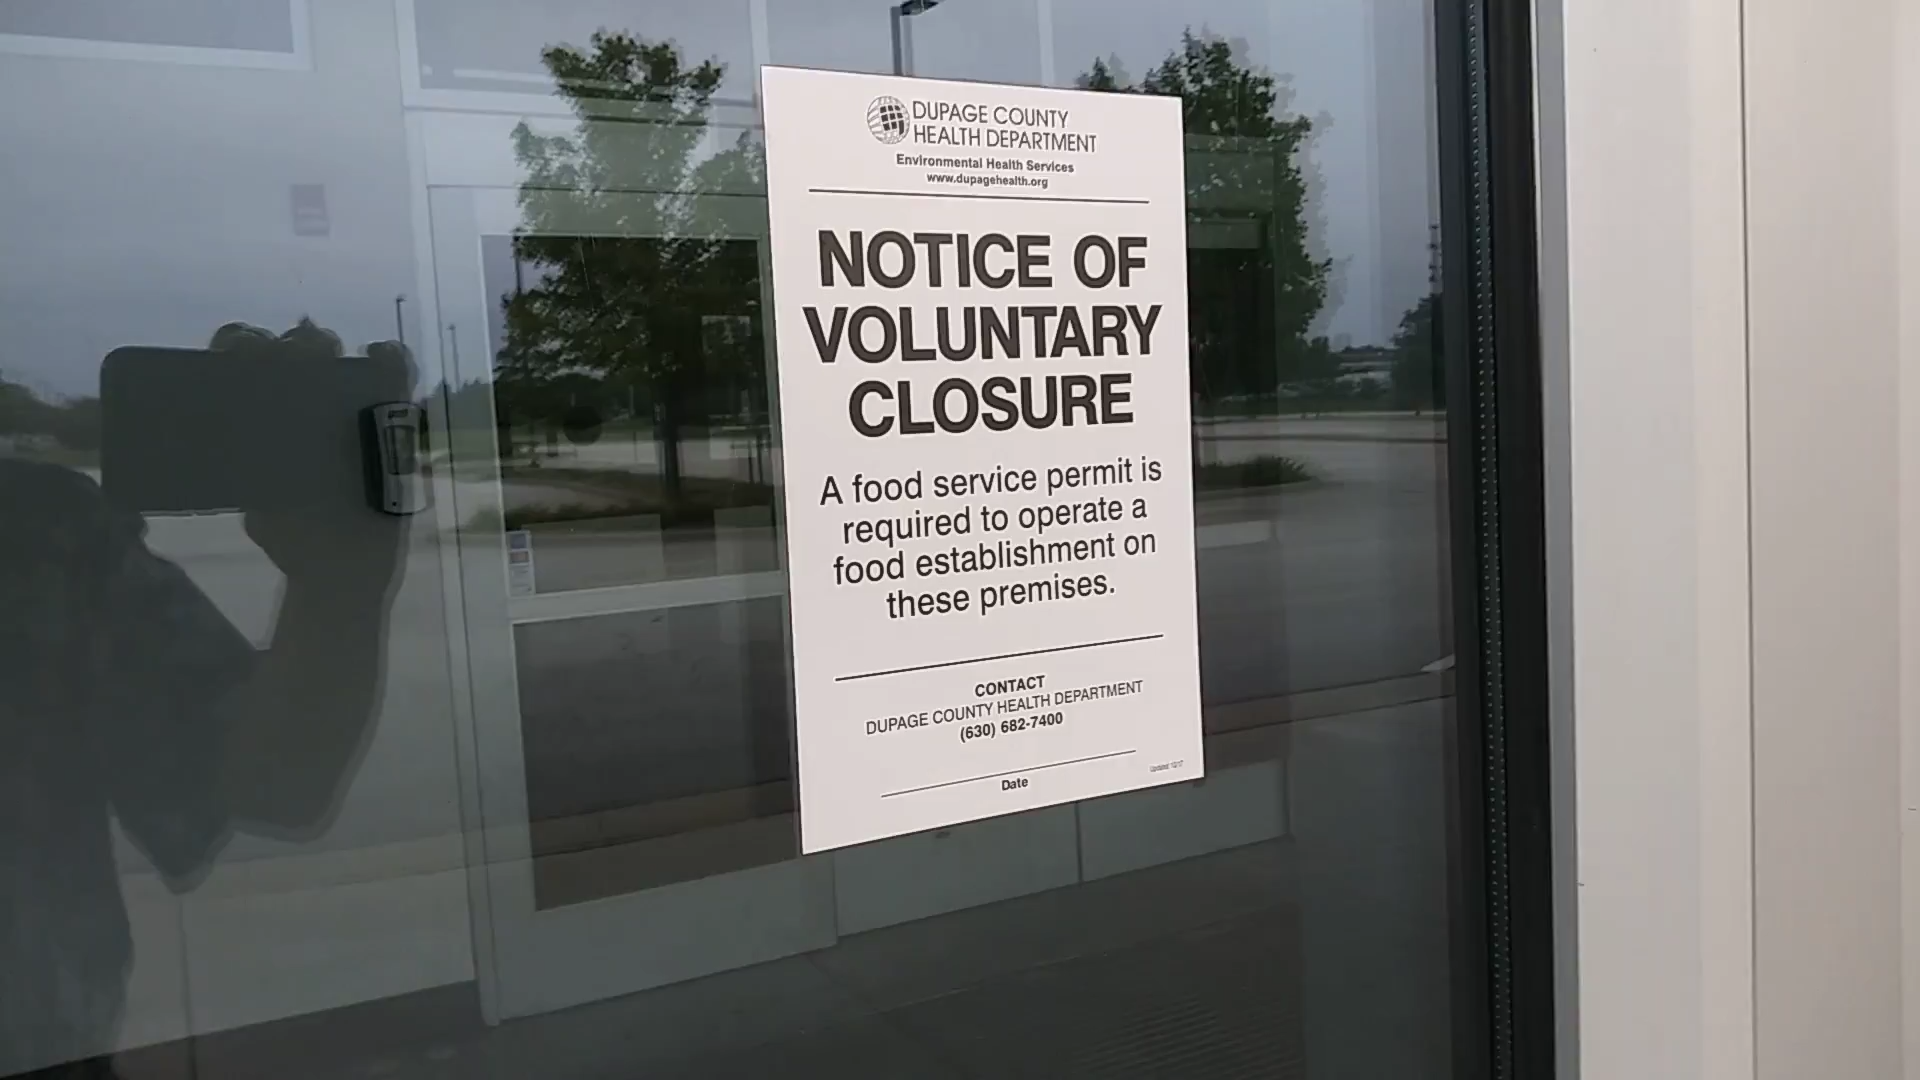 DUPAGE COUNTY
HEALTH DEPARTMENT
Environmental Health Services
www.dupagehealth.org
NOTICE OF
VOLUNTARY
CLOSURE
A food service permit is
required to operate a
food establishment on
these premises.
CONTACT
DUPAGE COUNTY HEALTH DEPARTMENT
(630) 682-7400
Date